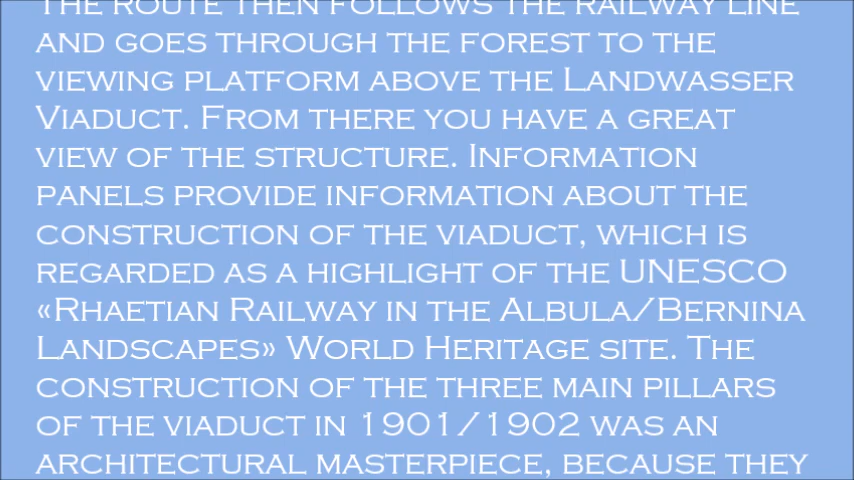 THE ROUTE THEN FOLLOWS THE RAILWAY LINE
AND GOES THROUGH THE FOREST TO THE
VIEWING PLATFORM ABOVE THE LANDWASSER
VIADUCT. FROM THERE YOU HAVE A GREAT
VIEW OF THE STRUCTURE. INFORMATION
PANELS PROVIDE INFORMATION ABOUT THE
CONSTRUCTION OF THE VIADUCT, WHICH IS
REGARDED AS A HIGHLIGHT OF THE UNESCO
«RHAETIAN RAILWAY IN THE ALBULA/BERNINA
LANDSCAPES» WORLD HERITAGE SITE. THE
CONSTRUCTION OF THE THREE MAIN PILLARS
OF THE VIADUCT IN 1901/1902 WAS AN
ARCHITECTURAL MASTERPIECE, BECAUSE THEY